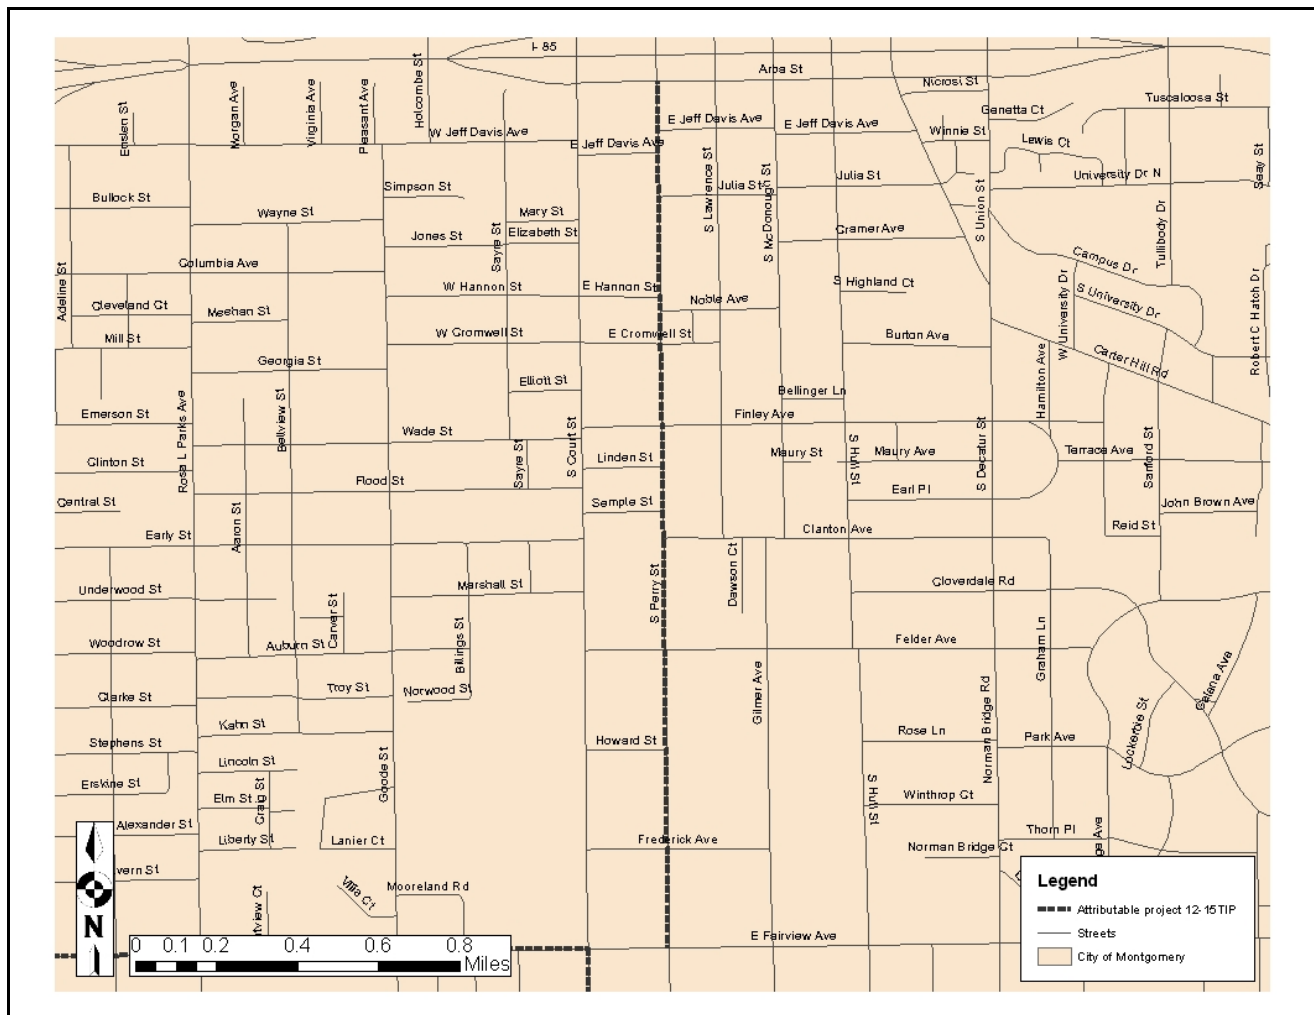 I-85
Arba St
Nicrosi St
Tuscaloosa St
Genetta Ct
Holcombe St
Morgan Ave
Virginia Ave
Pleasant Ave
Emslen St
W Jeff Davis Ave
E Jeff Davis Ave
E Jeff Davis Ave
E Jeff Davis Ave
Winnie St
Lewis Ct
University Dr N
Seay St
Simpson St
Julia St
Julia St
S Lawrence St
S McDonough St
S Union St
Bullock St
Wayne St
Mary St
Elizabeth St
Jones St
Sayre St
Cramer Ave
Tullibody Dr
Campus Dr
Columbia Ave
Adeline St
W Hannon St
E Hannon St
S Highland Ct
S University Dr
W University Dr
Robert C Hatch Dr
Cleveland Ct
Meehan St
Noble Ave
Mill St
W Cromwell St
E Cromwell St
Burton Ave
Carter Hill Rd
Georgia St
Elliott St
Bellinger Ln
Hamilton Ave
Emerson St
Rosa L Parks Ave
Bellview St
Wade St
Finley Ave
S Court St
Sayre St
Linden St
Maury St
Maury Ave
S Hull St
S Decatur St
Terrace Ave
Sanford St
Clinton St
Flood St
Earl Pl
Central St
Aaron St
Semple St
John Brown Ave
Reid St
Clanton Ave
Early St
Underwood St
Marshall St
S Perry St
Dawson Ct
Cloverdale Rd
Carver St
Woodrow St
Auburn St
Billings St
Felder Ave
Graham Ln
Gilmer Ave
Galena Ave
Clarke St
Troy St
Norwood St
Norman Bridge Rd
Lockerbie St
Kahn St
Rose Ln
Park Ave
Stephens St
Howard St
Lincoln St
Goode St
Erskine St
Elm St
Craig St
S Hull St
Winthrop Ct
Alexander St
Liberty St
Lanier Ct
Frederick Ave
Thorn Pl
Norman Bridge Ct
ga Ave
vern St
Villa Ct
Mooreland Rd
tview Ct
E Fairview Ave
N
0 0.1 0.2 0.4 0.6 0.8
Miles
Legend
Attributable project 12-15TIP
Streets
City of Montgomery